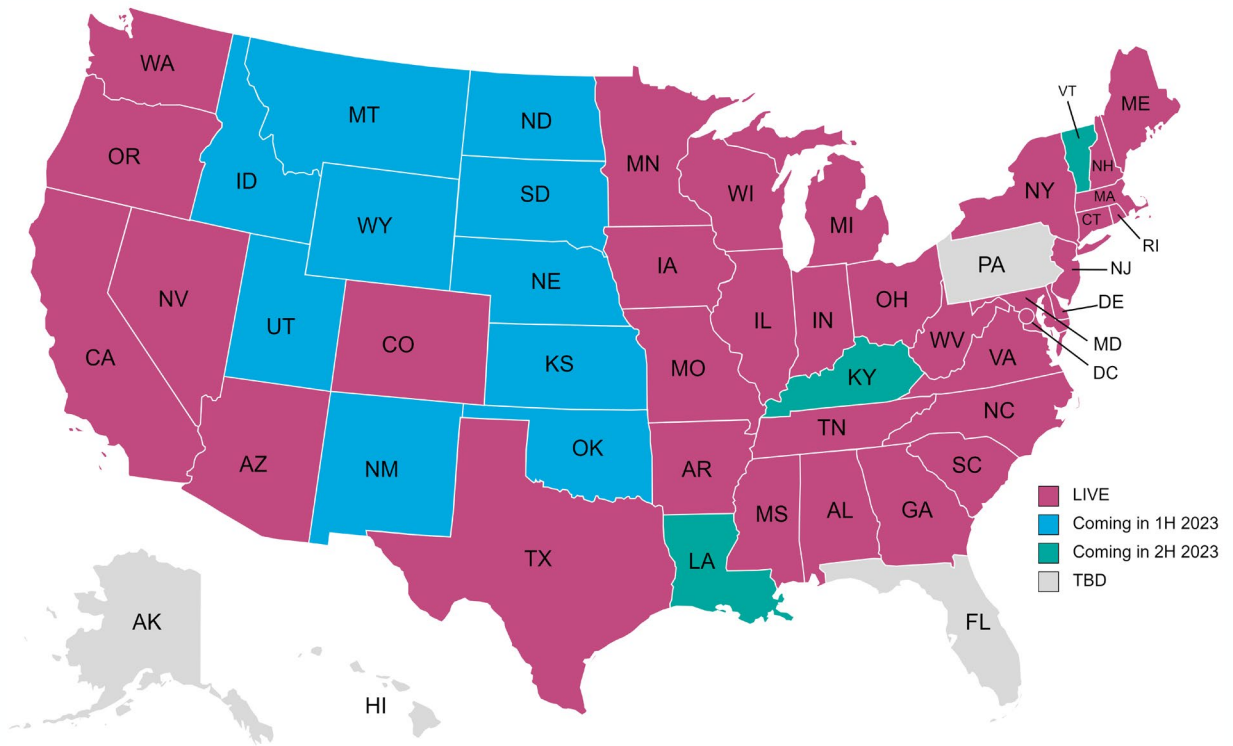 WA
MT
ND
MN
VT
ME
OR
ID
SD
WI
MI
NY
NH
MA
CT
RI
WY
NE
IA
PA
NJ
NV
UT
CO
KS
MO
IL
IN
OH
WV
VA
DE
MD
DC
CA
KY
AZ
NM
OK
AR
TN
NC
SC
TX
LA
MS
AL
GA
LIVE
Coming in 1H 2023
Coming in 2H 2023
TBD
AK
HI
FL